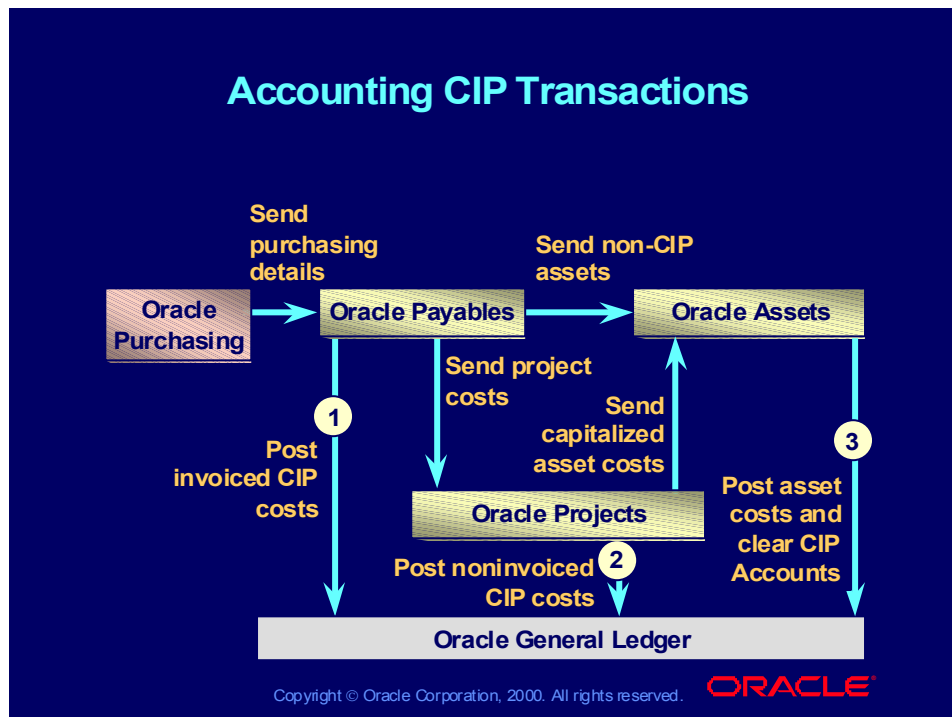 Accounting CIP Transactions
Send
purchasing
details
Send non-CIP
assets
Oracle
Purchasing
Oracle Payables
Oracle Assets
Send project
costs
Send
capitalized
asset costs
1
Post
invoiced CIP
costs
3
Post asset
costs and
clear CIP
Accounts
Oracle Projects
2
Post noninvoiced
CIP costs
Oracle General Ledger
Copyright © Oracle Corporation, 2000. All rights reserved.
ORACLE®